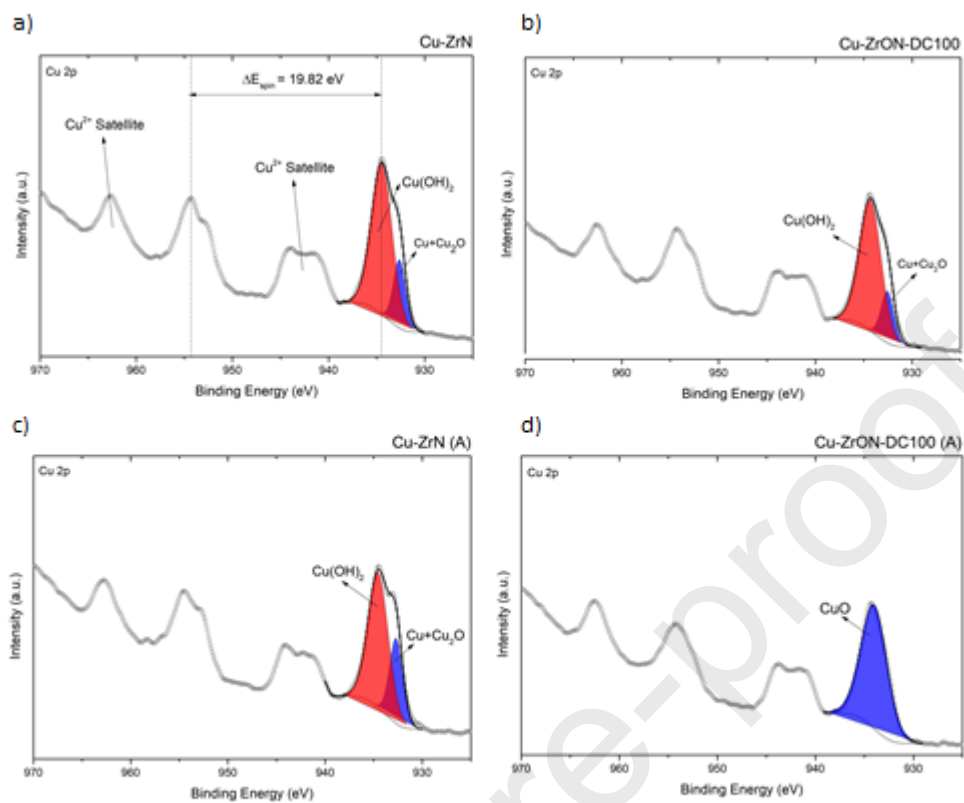 a)
Cu-ZrN
Cu 2p
ΔEspin = 19.82 eV
Cu2+ Satellite
Cu2+ Satellite
Cu(OH)2
Cu+Cu2O
Intensity (a.u.)
970 960 950 940 930
Binding Energy (eV)
b)
Cu-ZrON-DC100
Cu 2p
Cu(OH)2
Cu+Cu2O
Intensity (a.u.)
970 960 950 940 930
Binding Energy (eV)
c)
Cu-ZrN (A)
Cu 2p
Cu(OH)2
Cu+Cu2O
Intensity (a.u.)
970 960 950 940 930
Binding Energy (eV)
d)
Cu-ZrON-DC100 (A)
Cu 2p
CuO
Intensity (a.u.)
970 960 950 940 930
Binding Energy (eV)
re-proof